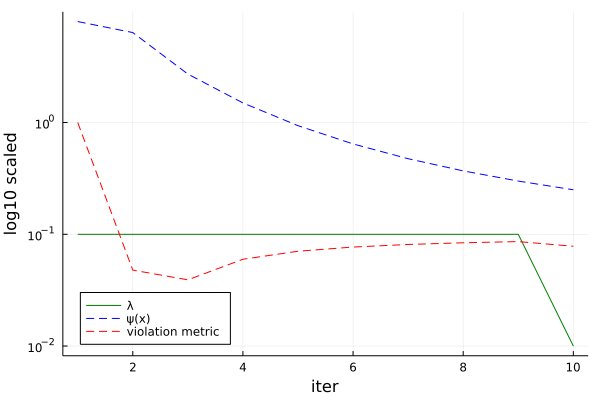 log10 scaled
10⁰
10⁻¹
10⁻²
λ
ψ(x)
violation metric
2
4
6
8
10
iter